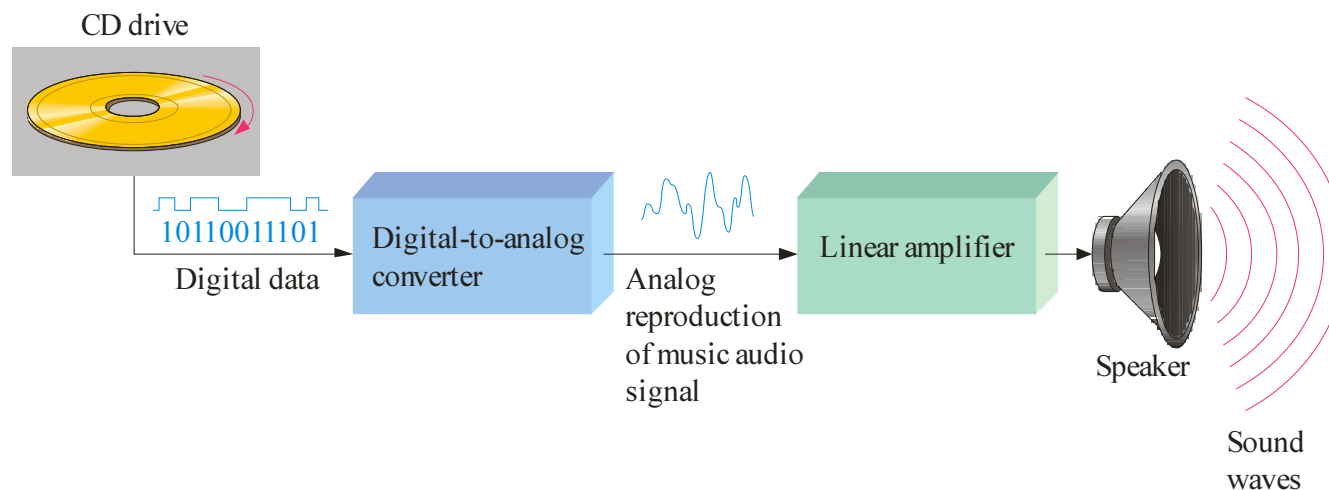 CD drive
10110011101
Digital data
Digital-to-analog
converter
Analog
reproduction
of music audio
signal
Linear amplifier
Speaker
Sound
waves